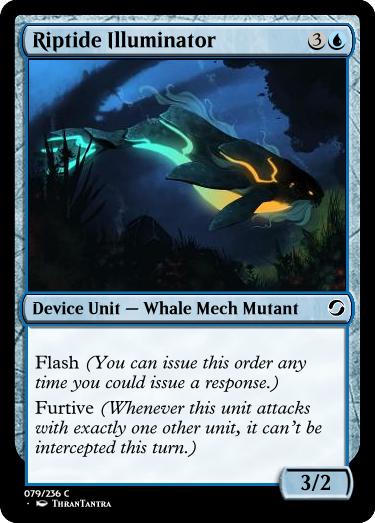 Riptide Illuminator 3
Device Unit — Whale Mech Mutant
Flash (You can issue this order any
time you could issue a response.)
Furtive (Whenever this unit attacks
with exactly one other unit, it can't be
intercepted this turn.)
3/2
079/236 C
· ThranTantra